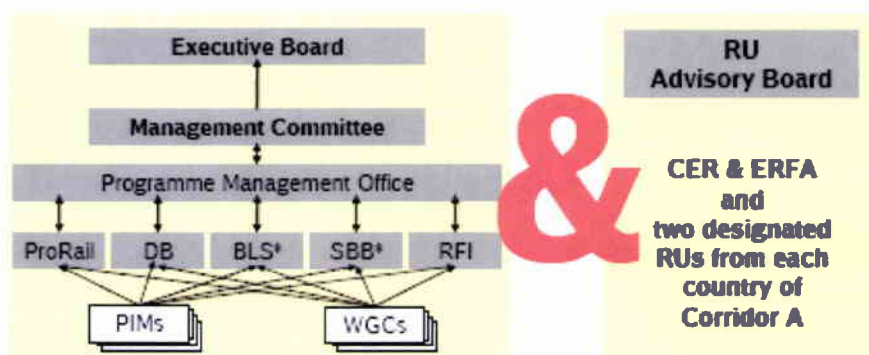 Executive Board
Management Committee
Programme Management Office
ProRail DB BLS* SBB* RFI
PIMs WGCs
&
RU
Advisory Board
CER & ERFA
and
two designated
RUs from each
country of
Corridor A